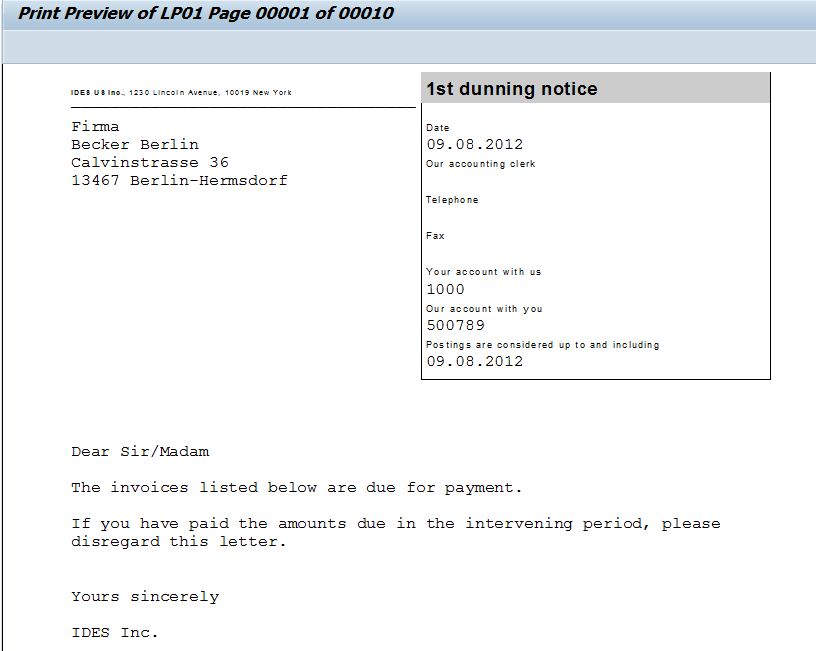 Print Preview of LP01 Page 00001 of 00010
IDES US Inc., 1230 Lincoln Avenue, 10019 New York
Firma
Becker Berlin
Calvinstrasse 36
13467 Berlin-Hermsdorf
1st dunning notice
Date
09.08.2012
Our accounting clerk
Telephone
Fax
Your account with us
1000
Our account with you
500789
Postings are considered up to and including
09.08.2012
Dear Sir/Madam
The invoices listed below are due for payment.
If you have paid the amounts due in the intervening period, please
disregard this letter.
Yours sincerely
IDES Inc.